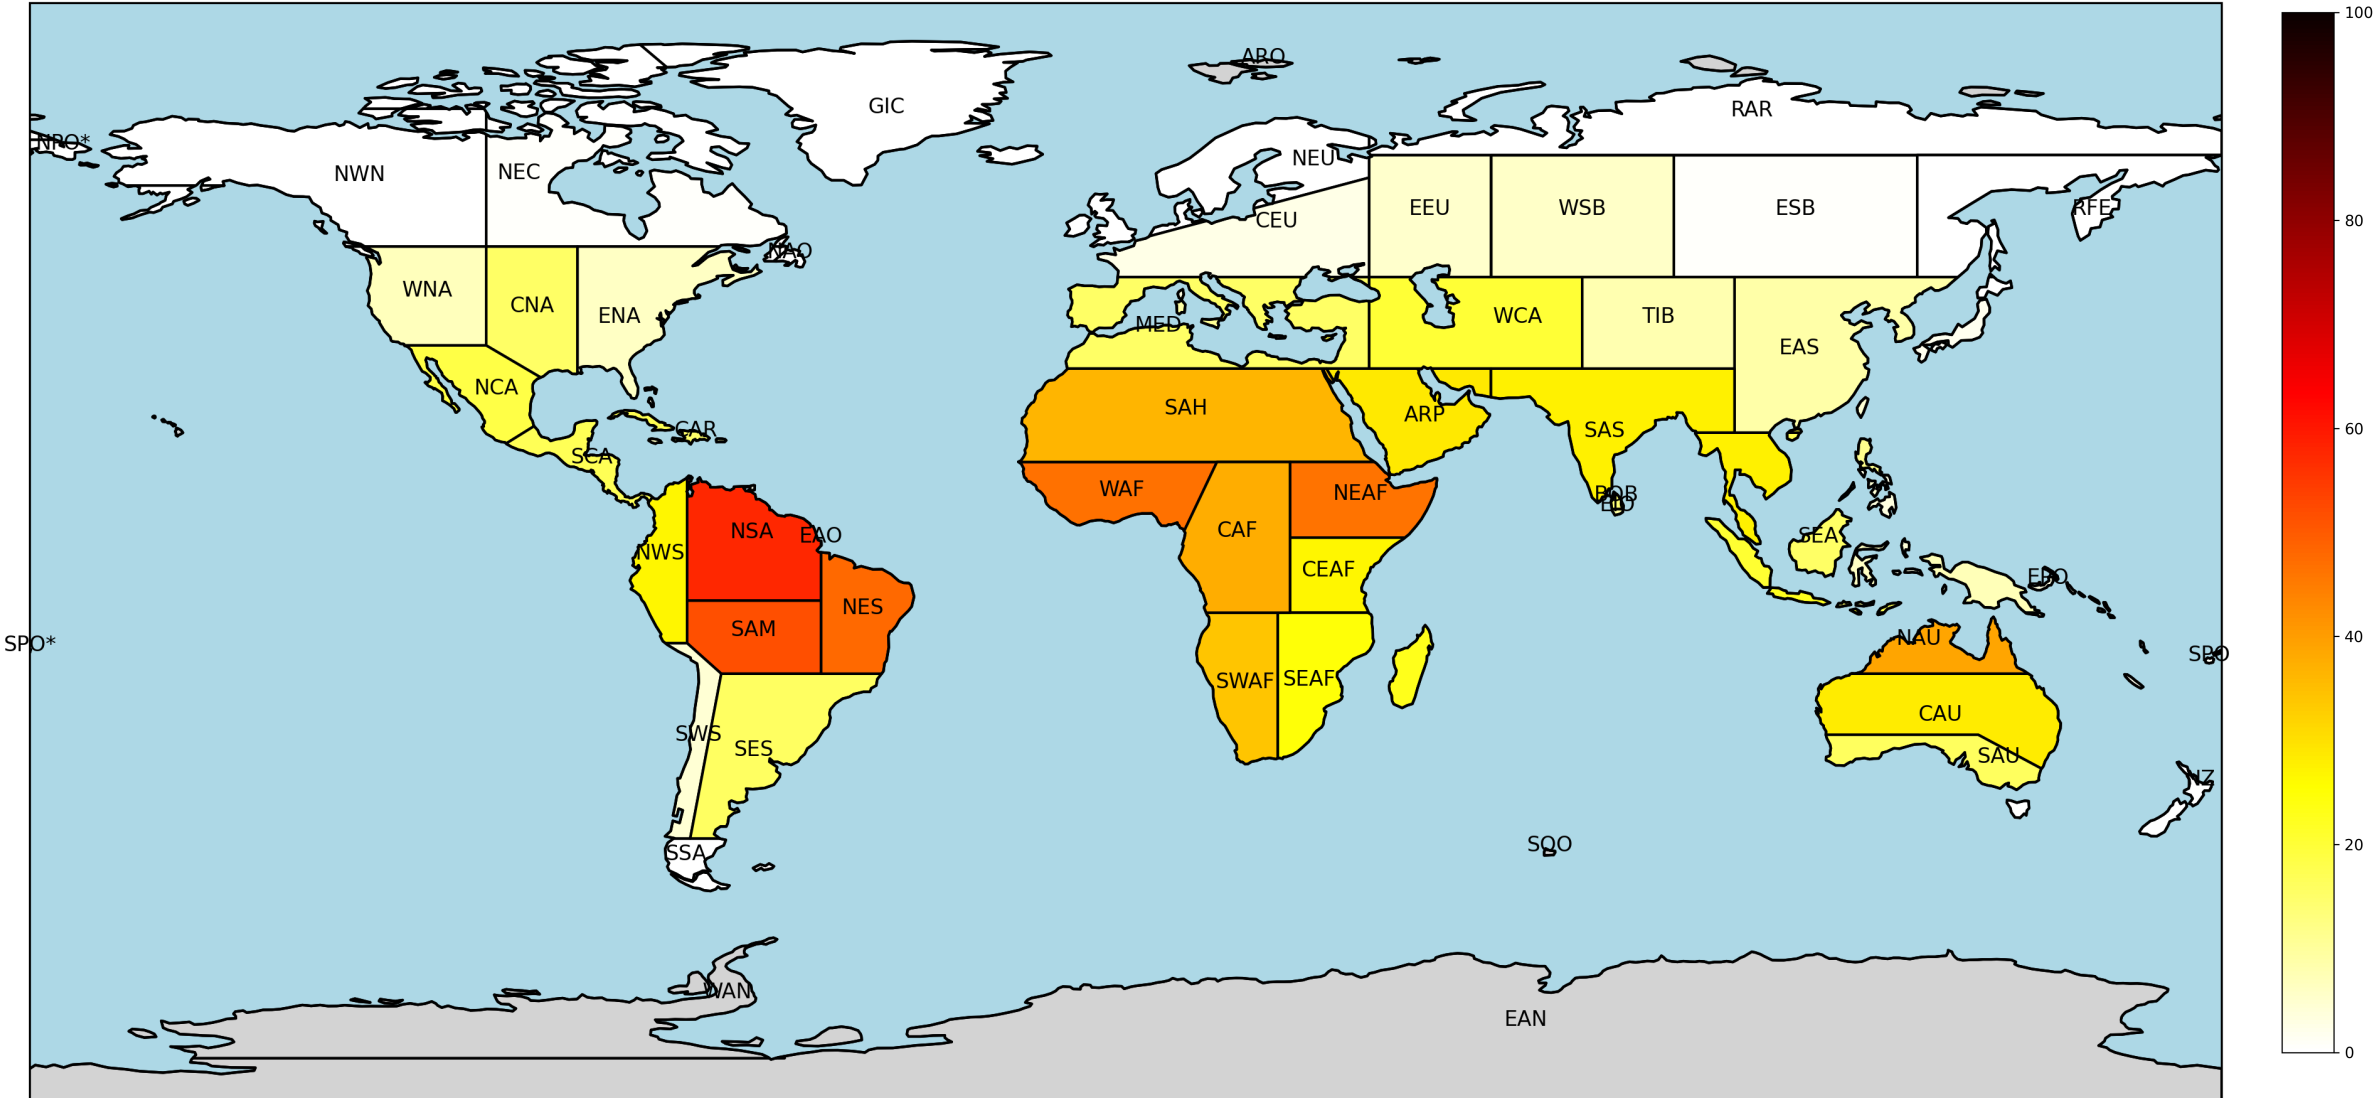 100
ARO
GIC
RAR
NPO*
NEU
NWN
NEC
EEU
WSB
ESB
RFE
CEU
80
NAO
WNA
CNA
ENA
WCA
TIB
MED
EAS
NCA
SAH
ARP
CAR
SAS
60
SCA
WAF
NEAF
BOB
EIO
NSA
EAO
CAF
SEA
NWS
CEAF
EPO
NES
SAM
40
NAU
SPO*
SPO
SWAF
SEAF
CAU
SWS
SES
SAU
NZ
SOO
20
SSA
WAN
EAN
0